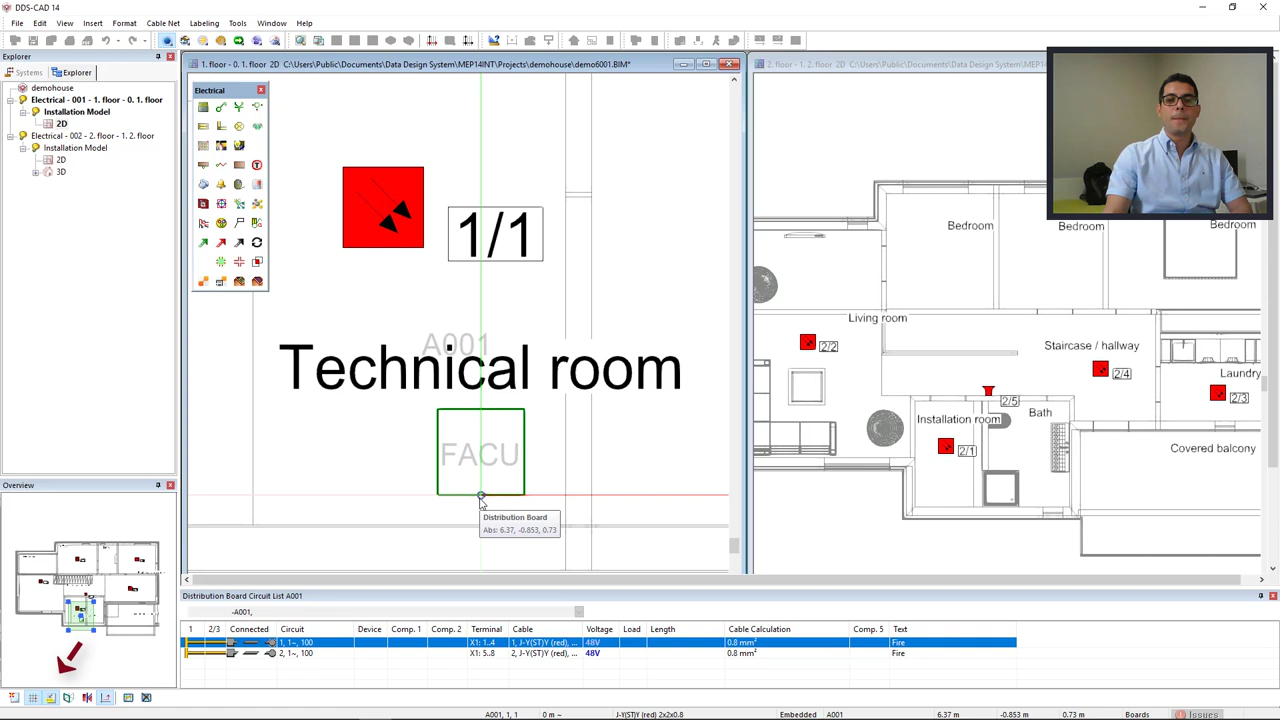 DDS-CAD 14
File Edit View Insert Format Cable Net Labeling Tools Window Help
Explorer
Systems Explorer
demohouse
Electrical - 001 - 1. floor - 0. 1. floor
Installation Model
2D
Electrical - 002 - 2. floor - 1. 2. floor
Installation Model
2D
3D
1. floor - 0. 1. floor 2D C:/Users/Public/Documents/Data Design System/MEP14INT/Projects/demohouse/demo6001.BIM*
2. floor - 1. 2. floor 2D C:/Users/Public/Documents/Data Design System/MEP14
Electrical
1/1
A001
Technical room
FACU
Distribution Board
Abs: 6.37, -0.853, 0.73
Bedroom
Bedroom
Bedroom
Living room
2/2
Staircase / hallway
2/4
Laundry
2/3
2/5
Installation room
Bath
2/1
Covered balcony
Overview
Distribution Board Circuit List A001
-A001,
1 2/3 Connected Circuit Device Comp. 1 Comp. 2 Terminal Cable Voltage Load Length Cable Calculation Comp. 5 Text
1, 1~, 100 X1: 1..4 1, J-Y(ST)Y (red), ... 48V 0.8 mm² Fire
2, 1~, 100 X1: 5..8 2, J-Y(ST)Y (red), ... 48V 0.8 mm² Fire
A001, 1, 1 0 m ~ J-Y(ST)Y (red) 2x2x0.8 Embedded A001 6.37 m -0.853 m 0.73 m Boards Issues